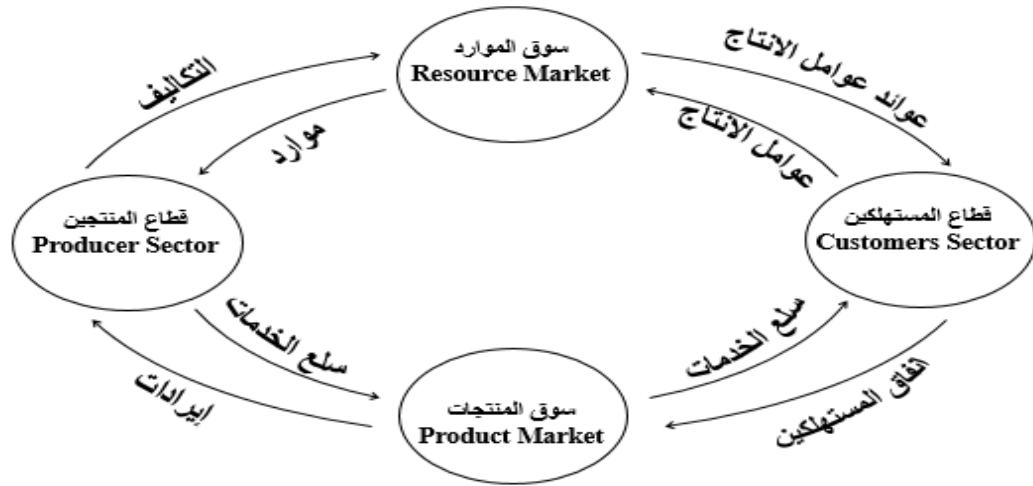 سوق الموارد
Resource Market
التكاليف
عوائد عوامل الانتاج
موارد
عوامل الانتاج
قطاع المنتجين
Producer Sector
قطاع المستهلكين
Customers Sector
سلع الخدمات
سلع الخدمات
إيرادات
انفاق المستهلكين
سوق المنتجات
Product Market